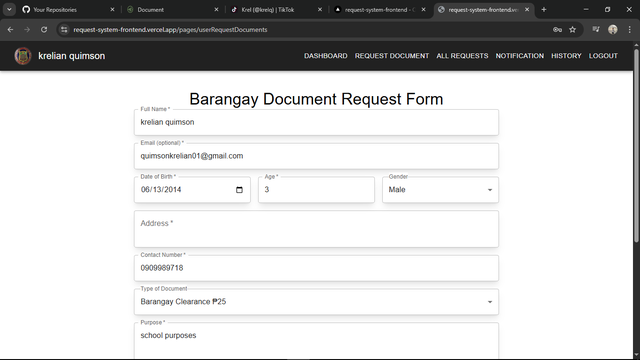 Your Repositories
Document
Krel (@krelq) | TikTok
request-system-frontend
request-system-frontend.ve
request-system-frontend.vercel.app/pages/userRequestDocuments
krelian quimson DASHBOARD REQUEST DOCUMENT ALL REQUESTS NOTIFICATION HISTORY LOGOUT
Barangay Document Request Form
Full Name *
krelian quimson
Email (optional) *
quimsonkrelian01@gmail.com
Date of Birth * Age * Gender
06/13/2014 3 Male
Address *
Contact Number *
0909989718
Type of Document
Barangay Clearance ₱25
Purpose *
school purposes